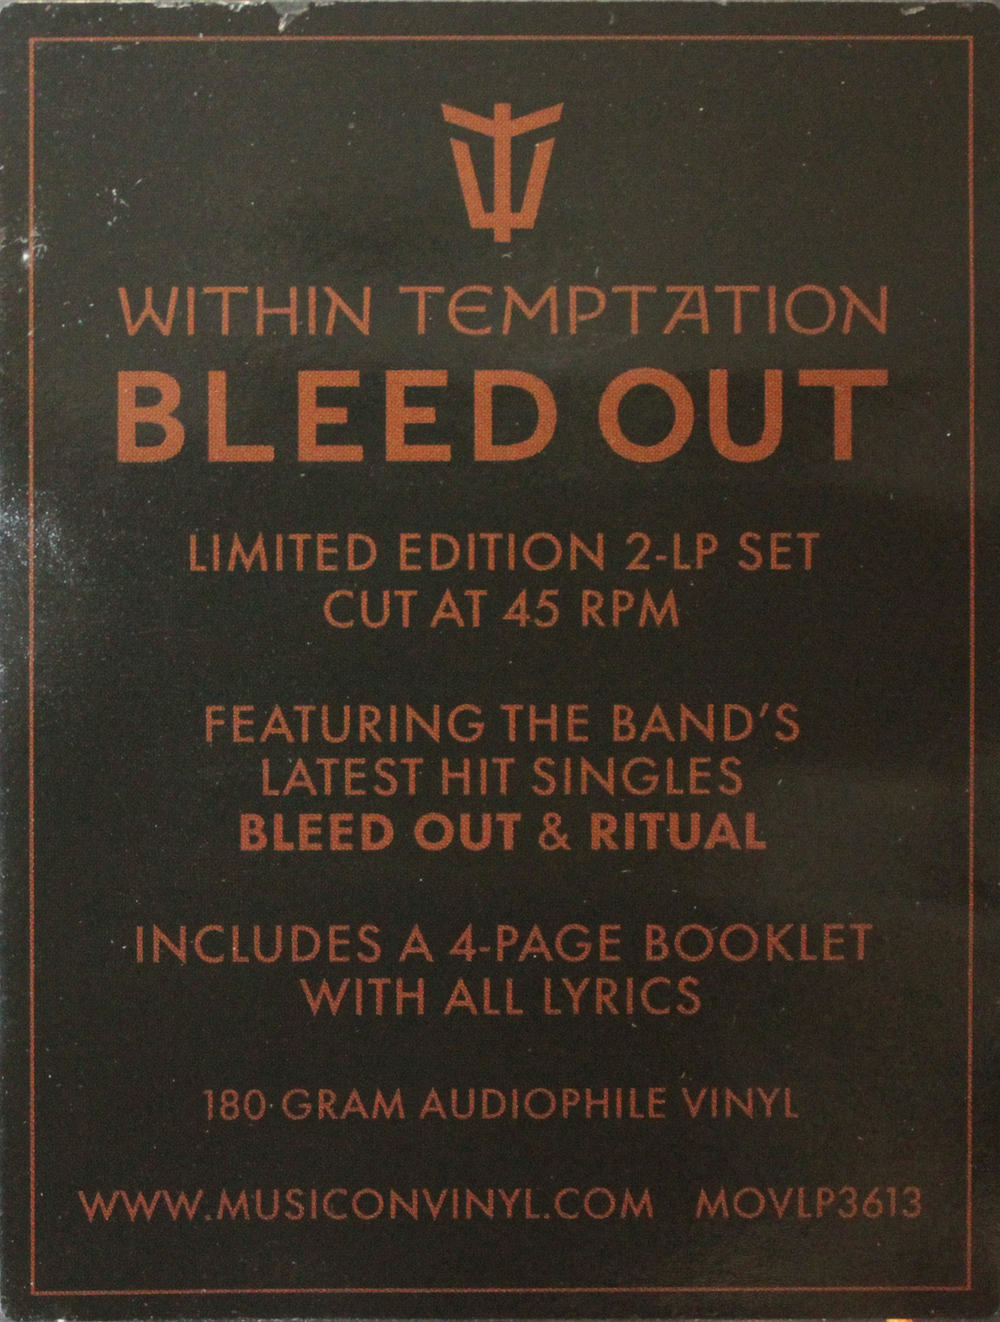 WITHIN TEMPTATION
BLEED OUT
LIMITED EDITION 2-LP SET
CUT AT 45 RPM
FEATURING THE BAND'S
LATEST HIT SINGLES
BLEED OUT & RITUAL
INCLUDES A 4-PAGE BOOKLET
WITH ALL LYRICS
180 GRAM AUDIOPHILE VINYL
WWW.MUSICONVINYL.COM MOVLP3613